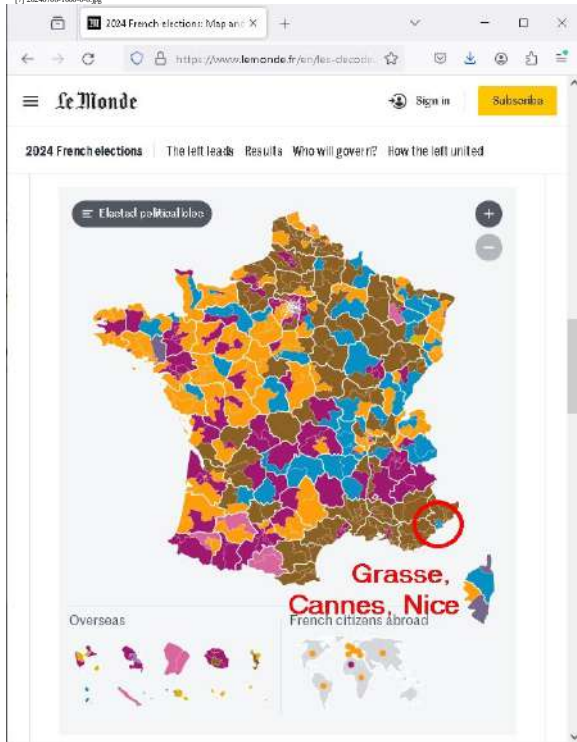 2024 French elections: Map and
https://www.lemonde.fr/en/les-decode
Le Monde
Sign in
Subscribe
2024 French elections The left leads Results Who will govern? How the left united
Elected political bloc
Grasse,
Cannes, Nice
Overseas
French citizens abroad